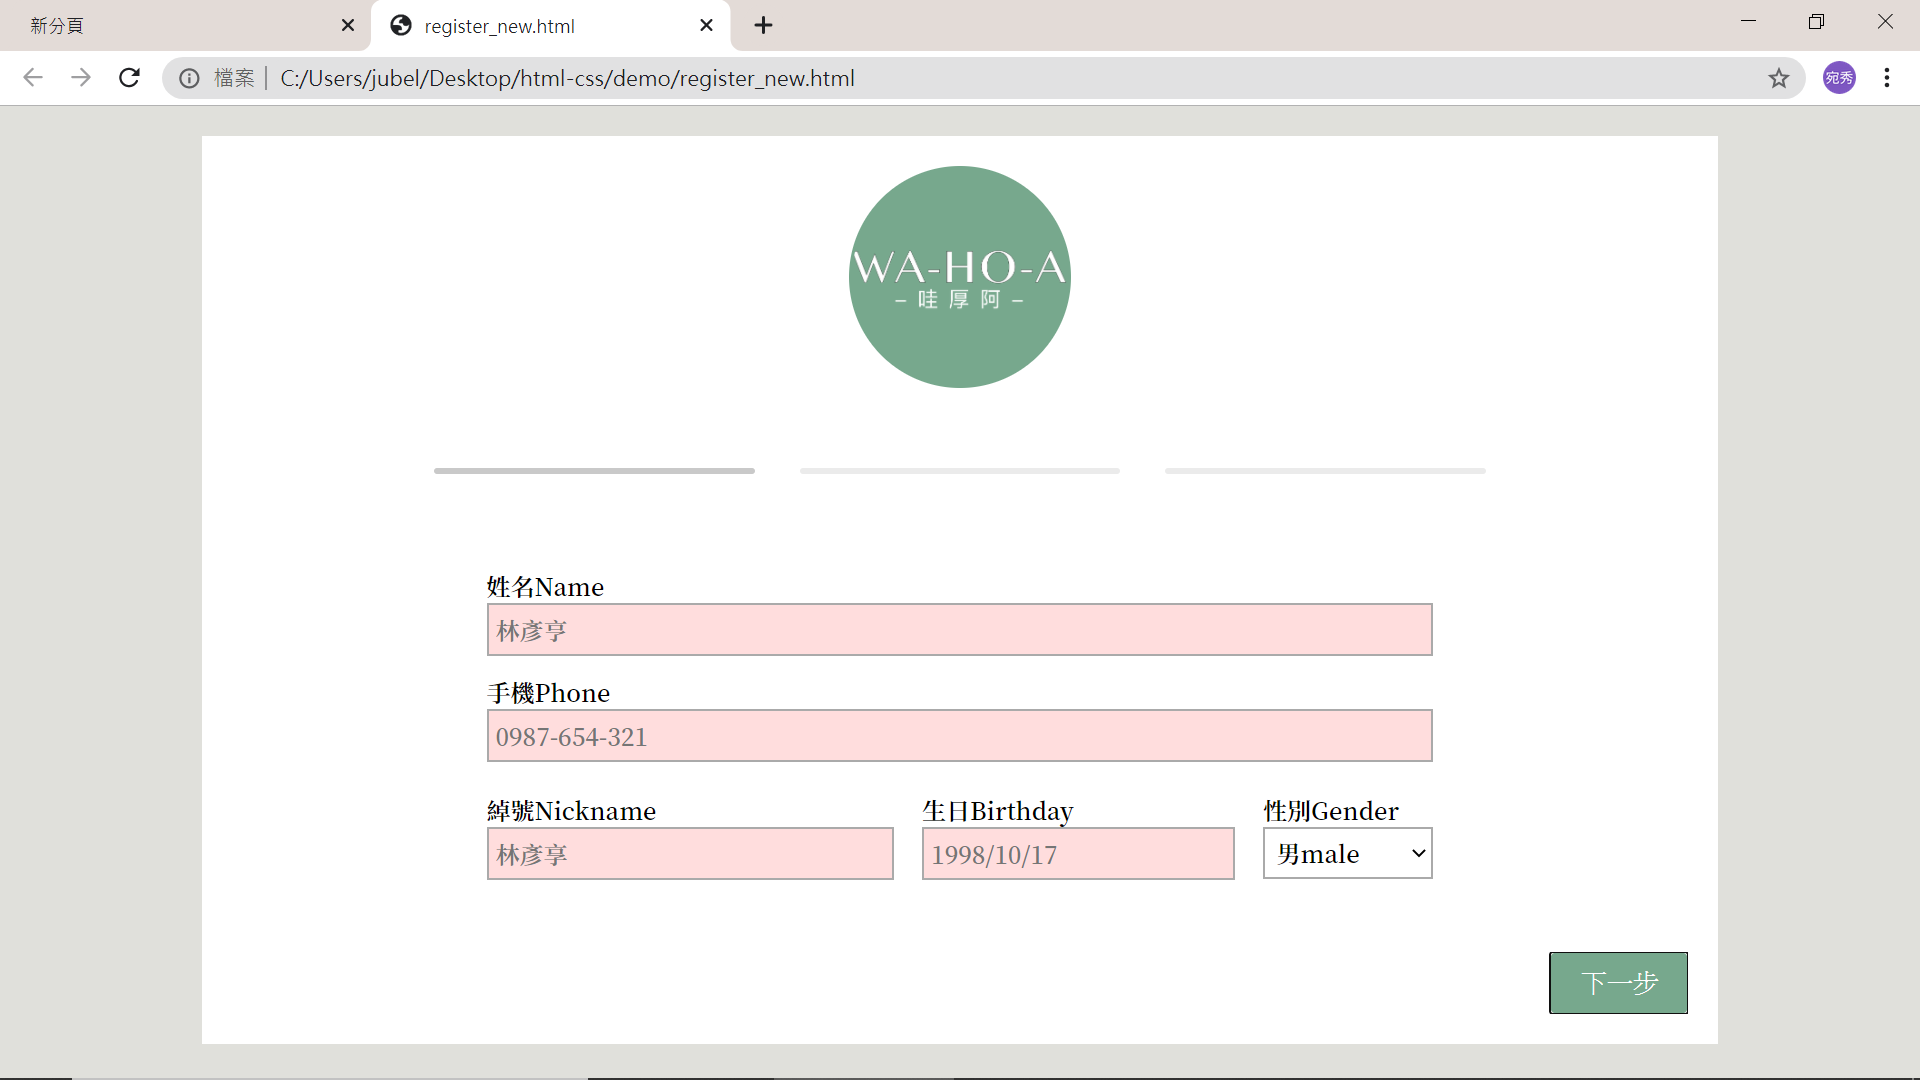 新分頁
register_new.html
檔案
C:/Users/jubel/Desktop/html-css/demo/register_new.html
宛秀
WA-HO-A
– 哇 厚 阿 –
姓名Name
林彥亨
手機Phone
0987-654-321
綽號Nickname 生日Birthday 性別Gender
林彥享 1998/10/17 男male
下一步